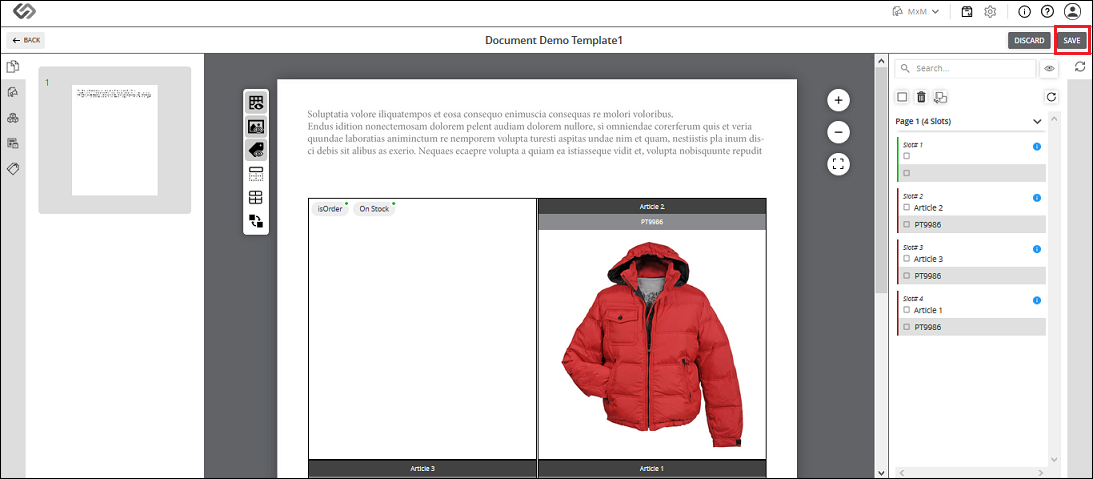 MxM
BACK
Document Demo Template1
DISCARD
SAVE
1
Search...
Page 1 (4 Slots)
Soluptatia volore iliquatempos et eosa consequo enimuscia consequas re molori voloribus.
Endus idition nonectemosam dolorem pelent audiam dolorem nullore, si omniendae corerferum quis et veria
quundae laboratias animinctum re nemporem volupta turesti aspitas undae nim et quam, nestiistis pla inum dis-
ci debis sit alibus as exerio. Nequaes ecaepre volupta a quiam ea istiasseque vidit et, volupta nobisquunte repudit
isOrder
On Stock
Article 2
PT9986
Article 3
Article 1
Slot# 1
Slot# 2
Article 2
PT9986
Slot# 3
Article 3
PT9986
Slot# 4
Article 1
PT9986